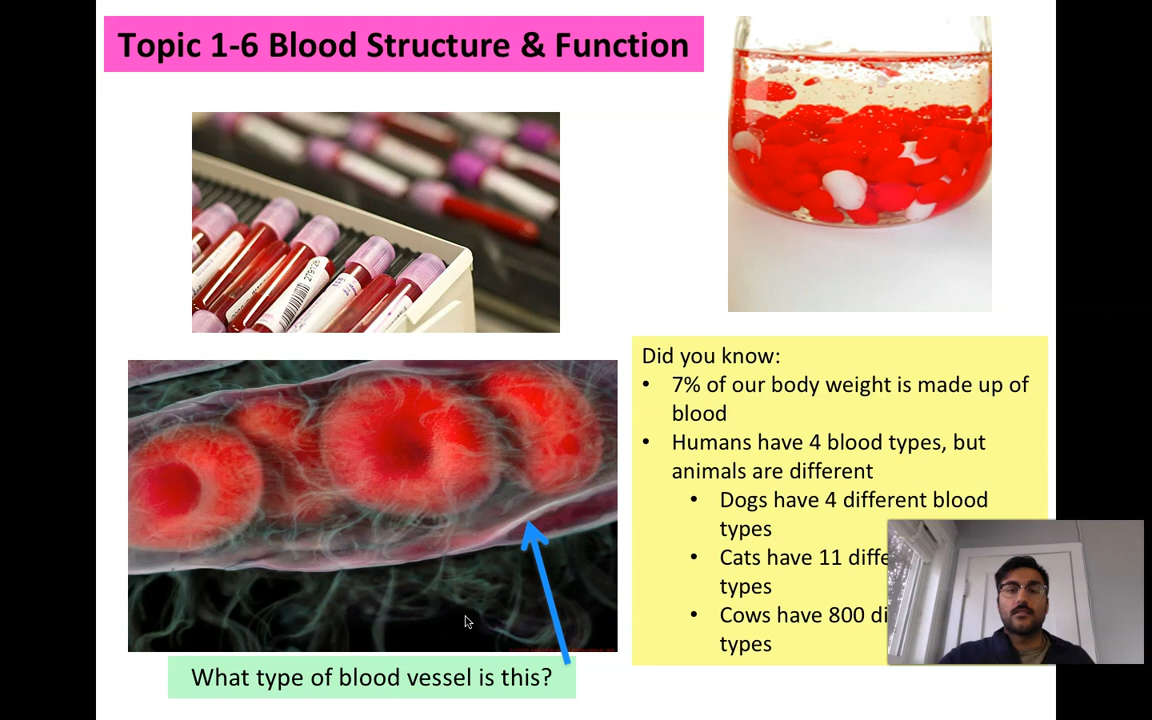 Topic 1-6 Blood Structure & Function
Did you know:
• 7% of our body weight is made up of
blood
• Humans have 4 blood types, but
animals are different
• Dogs have 4 different blood
types
• Cats have 11 diffe
types
• Cows have 800 di
types
What type of blood vessel is this?